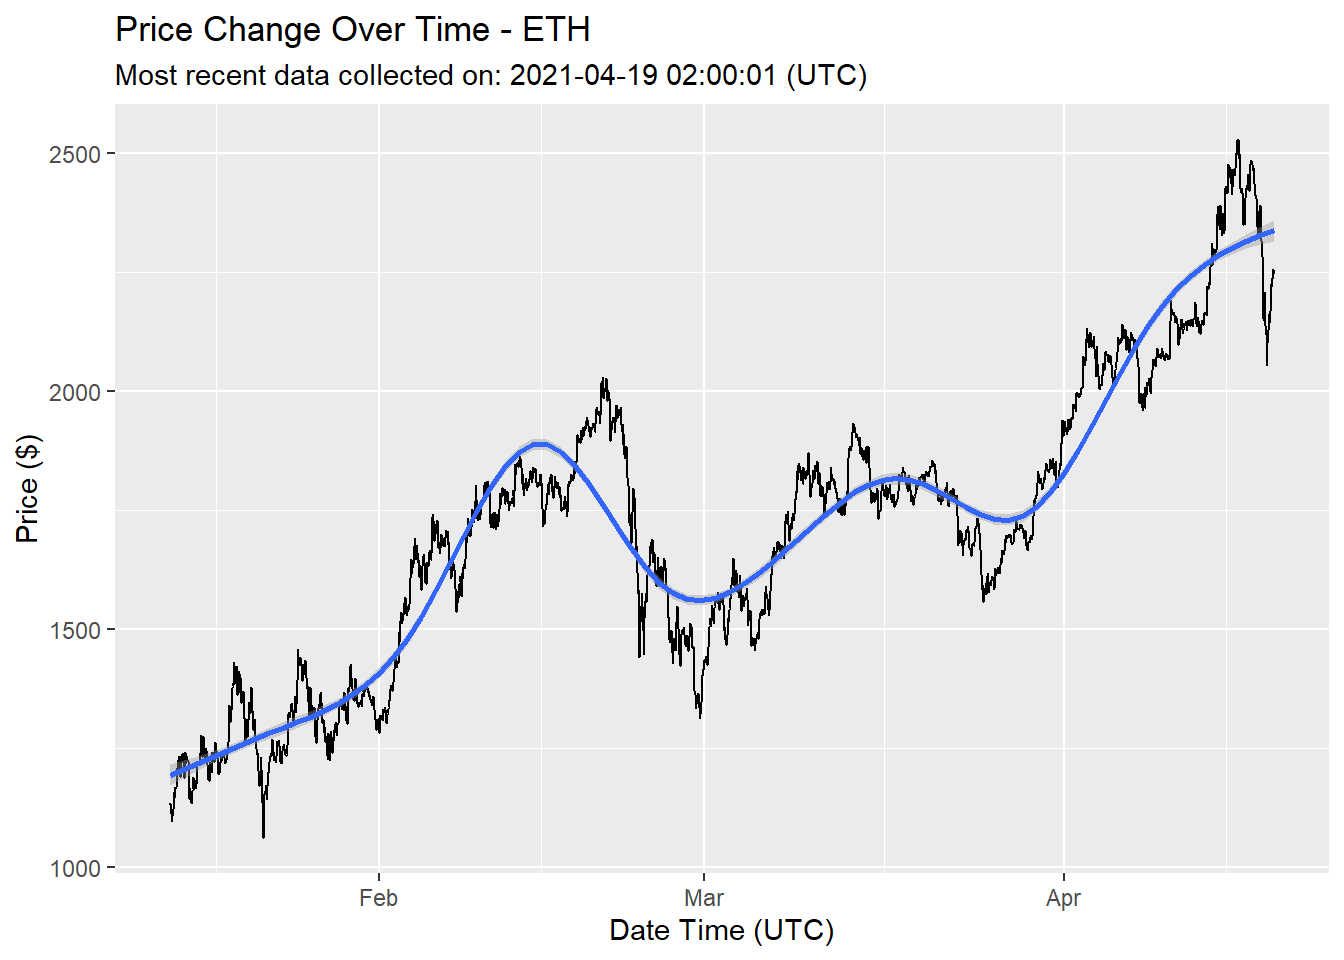 Price Change Over Time - ETH
Most recent data collected on: 2021-04-19 02:00:01 (UTC)
Price ($)
2500
2000
1500
1000
Feb Mar Apr
Date Time (UTC)